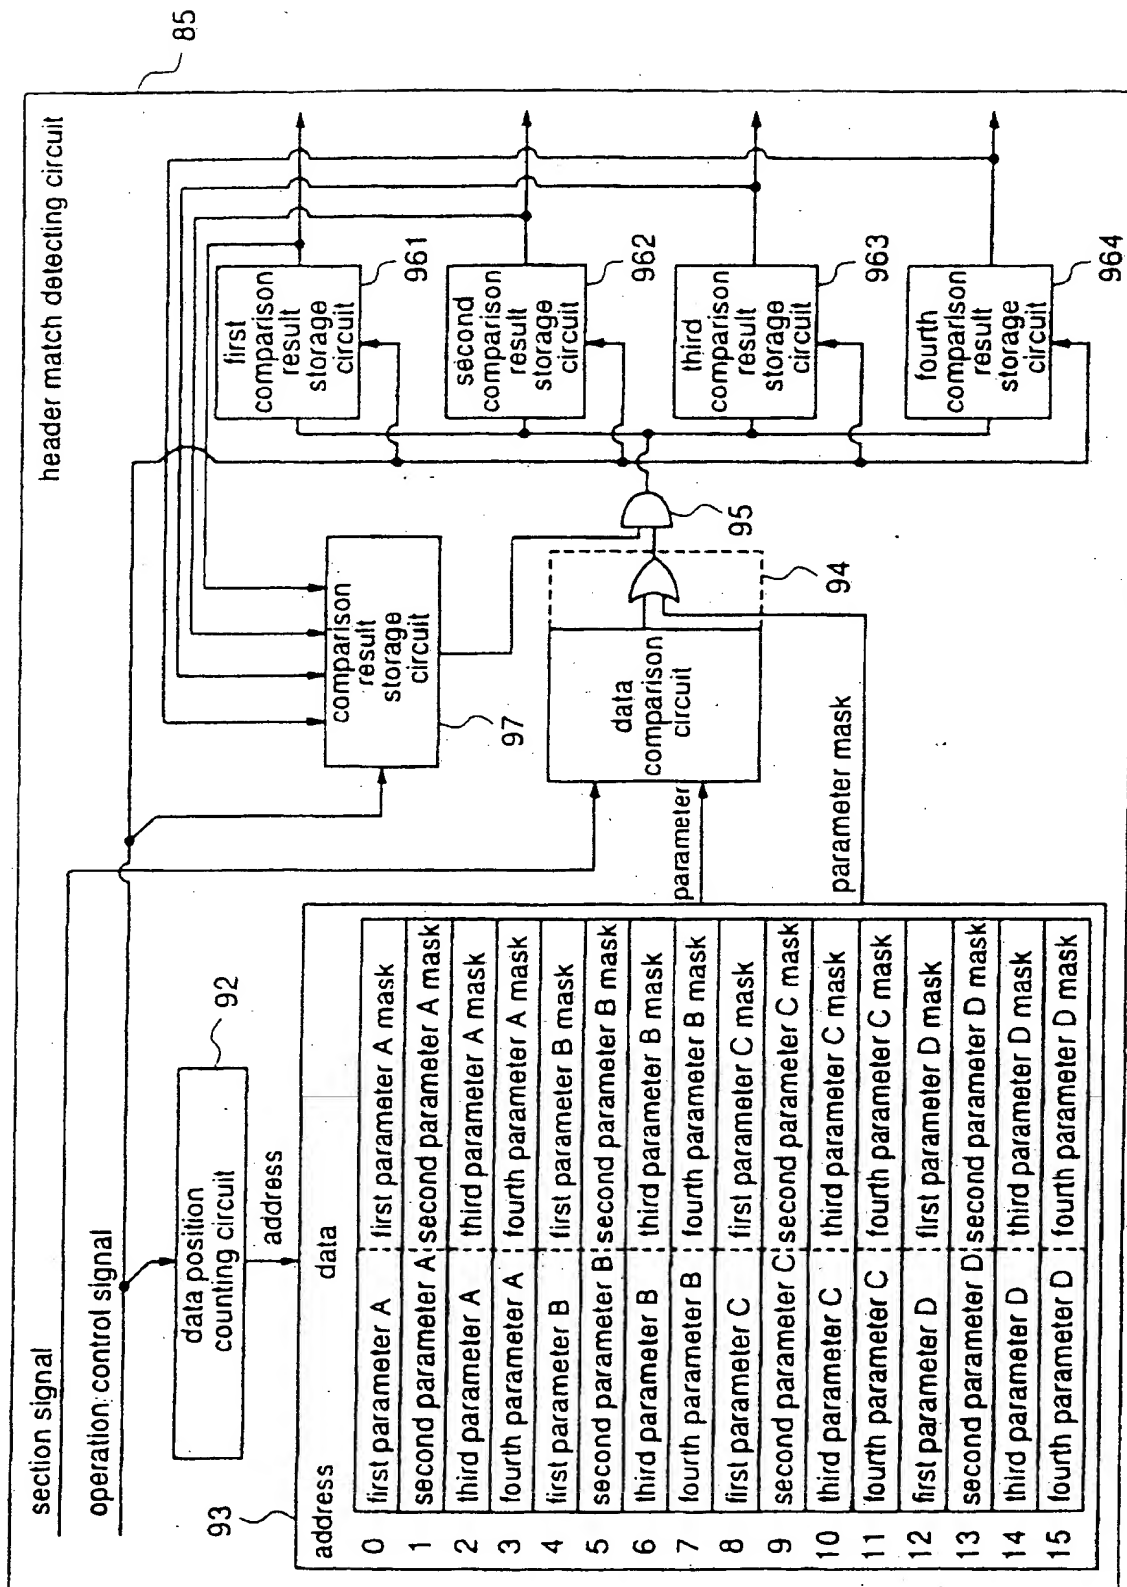 85
header match detecting circuit
section signal
operation control signal
92
data position
counting circuit
address
93
address
data
0 first parameter A first parameter A mask
1 second parameter A second parameter A mask
2 third parameter A third parameter A mask
3 fourth parameter A fourth parameter A mask
4 first parameter B first parameter B mask
5 second parameter B second parameter B mask
6 third parameter B third parameter B mask
7 fourth parameter B fourth parameter B mask
8 first parameter C first parameter C mask
9 second parameter C second parameter C mask
10 third parameter C third parameter C mask
11 fourth parameter C fourth parameter C mask
12 first parameter D first parameter D mask
13 second parameter D second parameter D mask
14 third parameter D third parameter D mask
15 fourth parameter D fourth parameter D mask
parameter
parameter mask
comparison
result
storage
circuit
97
data
comparison
circuit
94
95
first
comparison
result
storage
circuit
961
second
comparison
result
storage
circuit
962
third
comparison
result
storage
circuit
963
fourth
comparison
result
storage
circuit
964